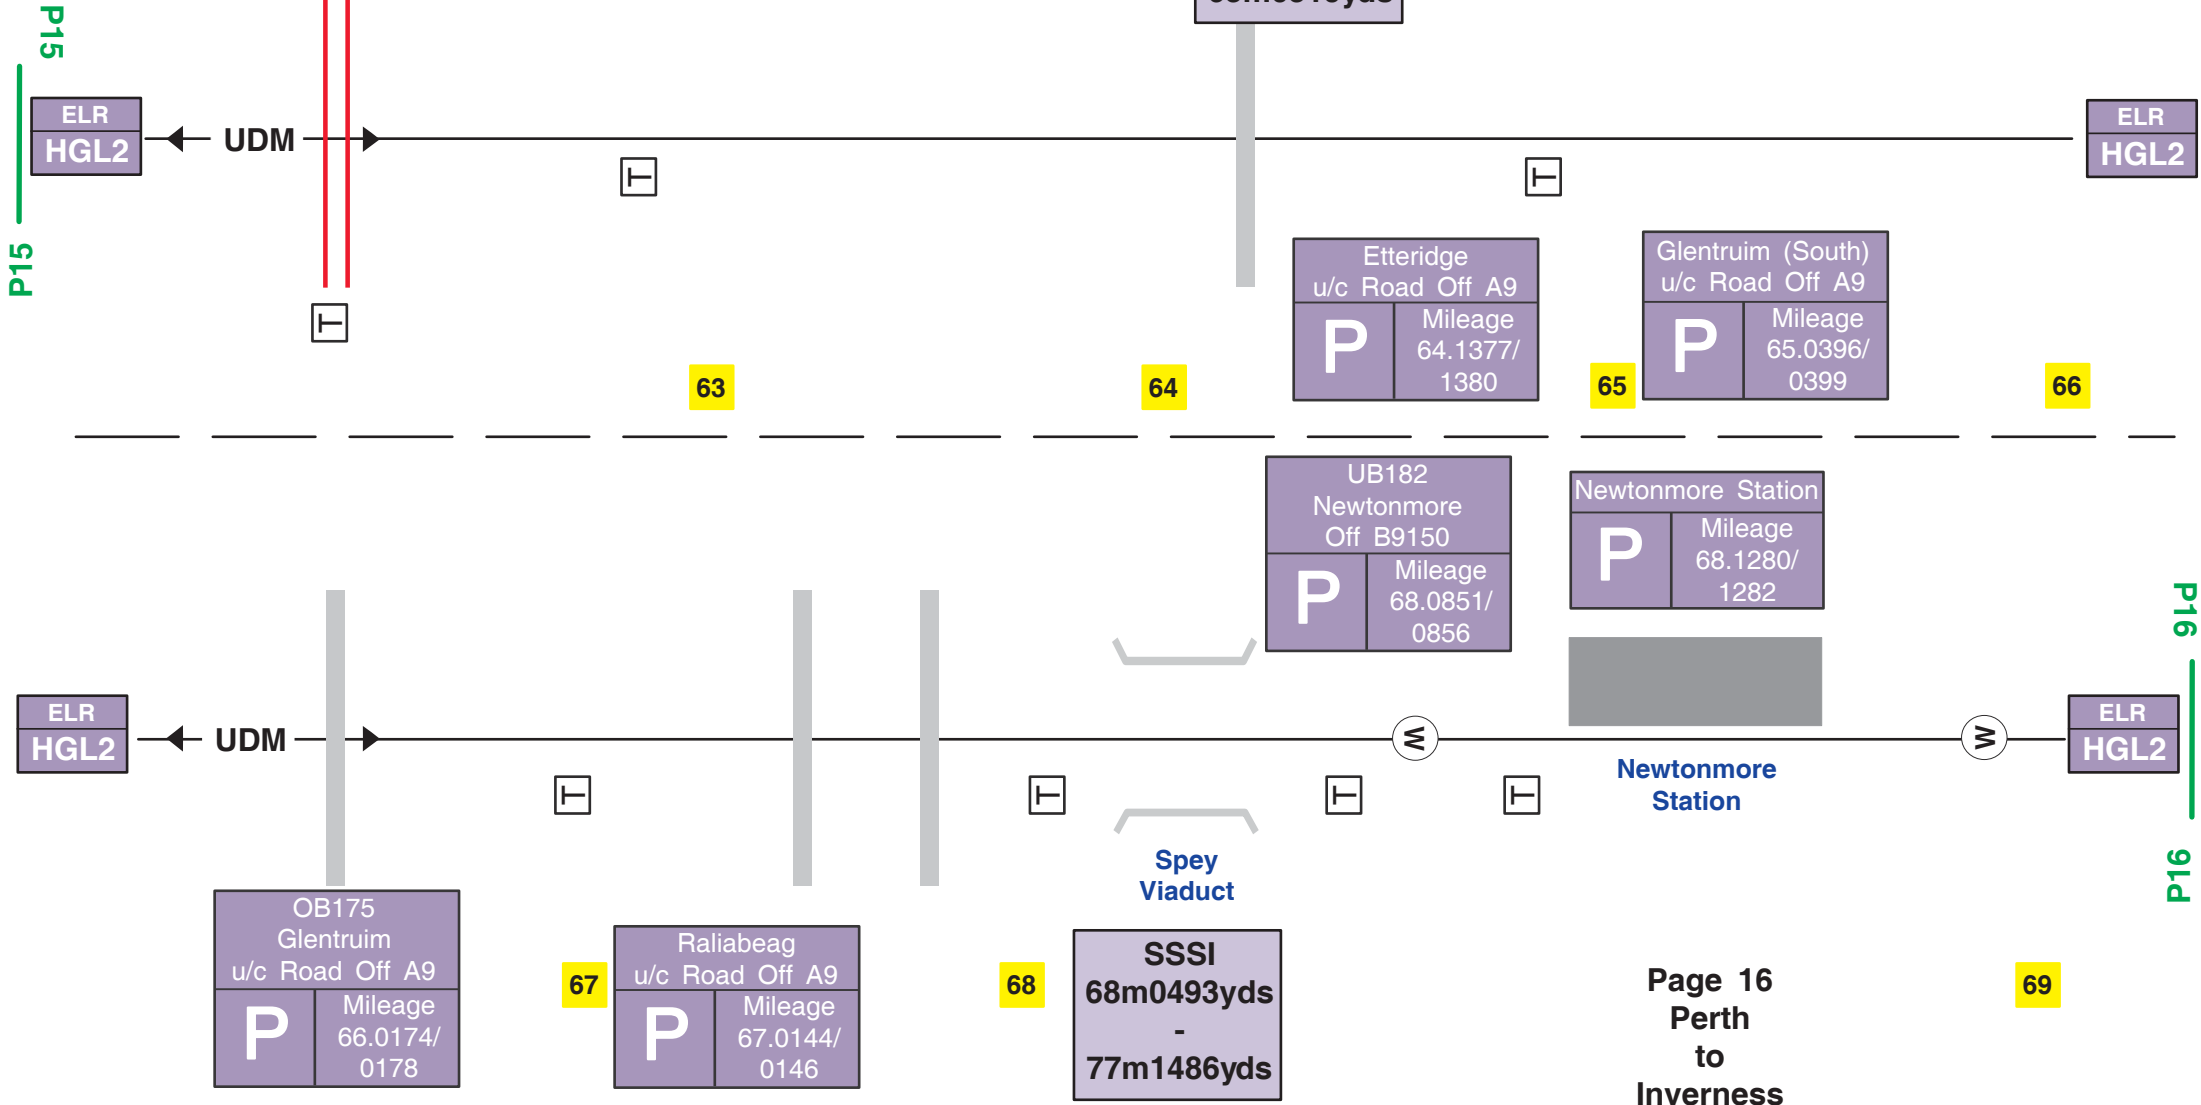 P15
ELR
HGL2
UDM
ELR
HGL2
P15
T
T
T
Etteridge
u/c Road Off A9
P
Mileage
64.1377/
1380
Glentruim (South)
u/c Road Off A9
P
Mileage
65.0396/
0399
63
64
65
66
UB182
Newtonmore
Off B9150
P
Mileage
68.0851/
0856
Newtonmore Station
P
Mileage
68.1280/
1282
P16
ELR
HGL2
UDM
W
W
ELR
HGL2
Newtonmore
Station
T
T
T
T
Spey
Viaduct
P16
OB175
Glentruim
u/c Road Off A9
P
Mileage
66.0174/
0178
67
Raliabeag
u/c Road Off A9
P
Mileage
67.0144/
0146
68
SSSI
68m0493yds
-
77m1486yds
Page 16
Perth
to
Inverness
69